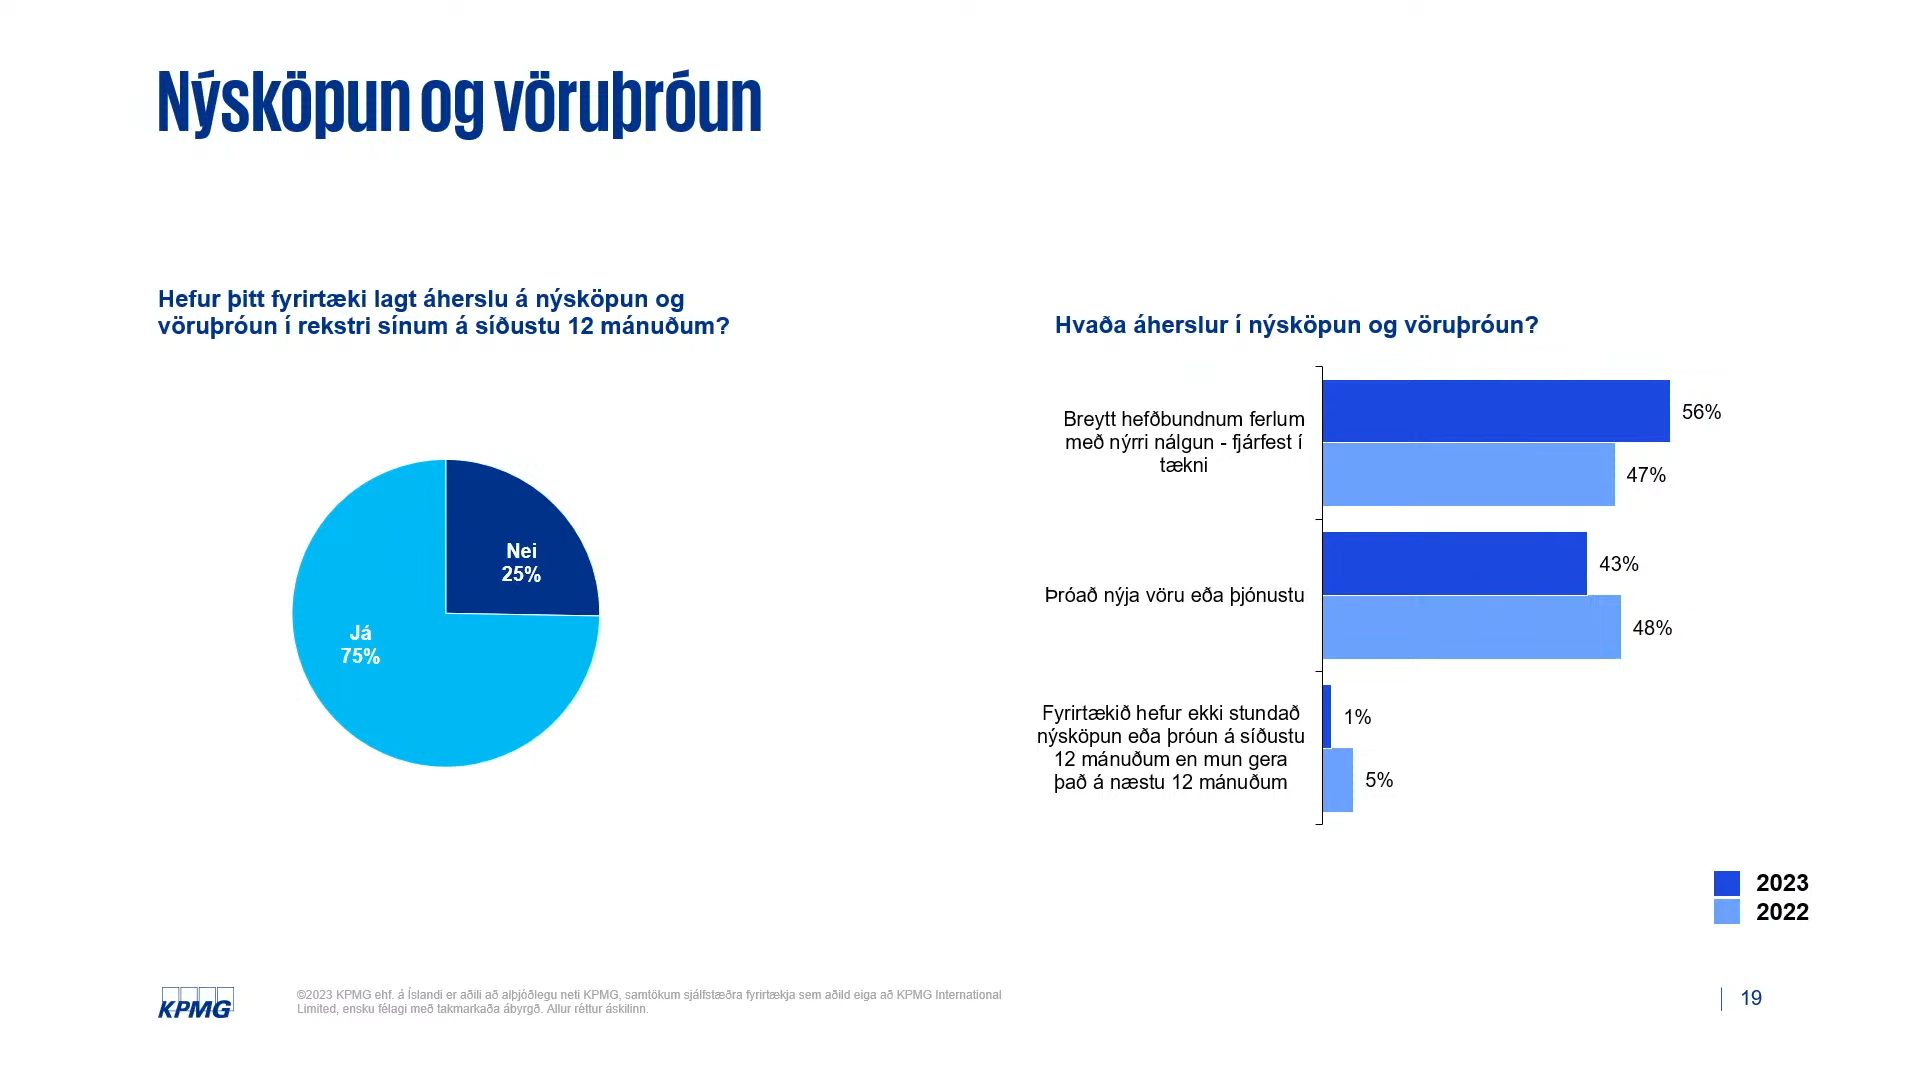 Nýsköpun og vöruþróun
Hefur þitt fyrirtæki lagt áherslu á nýsköpun og
vöruþróun í rekstri sínum á síðustu 12 mánuðum?
Nei
25%
Já
75%
Hvaða áherslur í nýsköpun og vöruþróun?
Breytt hefðbundnum ferlum
með nýrri nálgun - fjárfest í
tækni
56%
47%
Þróað nýja vöru eða þjónustu
43%
48%
Fyrirtækið hefur ekki stundað
nýsköpun eða þróun á síðustu
12 mánuðum en mun gera
það á næstu 12 mánuðum
1%
5%
2023
2022
KPMG
©2023 KPMG ehf. á Íslandi er aðili að alþjóðlegu neti KPMG, samtökum sjálfstæðra fyrirtækja sem aðild eiga að KPMG International
Limited, ensku félagi með takmarkaða ábyrgð. Allur réttur áskilinn.
19